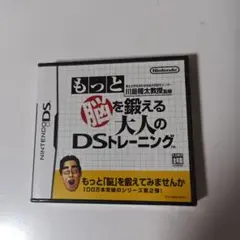 もっと
川島隆太教授監修
Nintendo
脳を鍛える
大人の
DSトレーニング
NINTENDO DS
もっと「脳」を鍛えてみませんか
100万本突破のシリーズ第2弾!